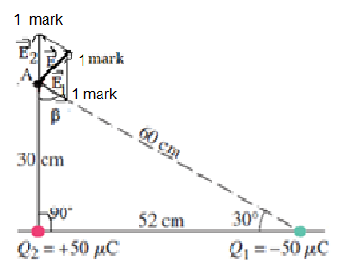 1 mark
E₂ E 1 mark
A E₁ 1 mark
β
60 cm
30 cm
90°
52 cm 30°
Q₂ = +50 μC Q₁ = −50 μC